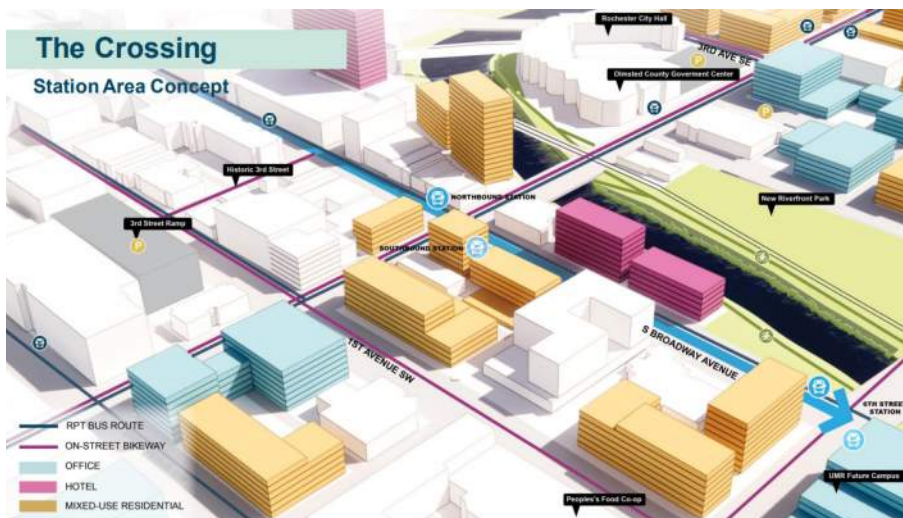 The Crossing
Station Area Concept
Rochester City Hall
3RD AVE SE
Olmsted County Goverment Center
P
P
Historic 3rd Street
NORTHBOUND STATION
New Riverfront Park
3rd Street Ramp
P
SOUTHBOUND STATION
1ST AVENUE SW
S BROADWAY AVENUE
6TH STREET
STATION
RPT BUS ROUTE
ON-STREET BIKEWAY
OFFICE
HOTEL
MIXED-USE RESIDENTIAL
UMR Future Campus
Peoples's Food Co-op